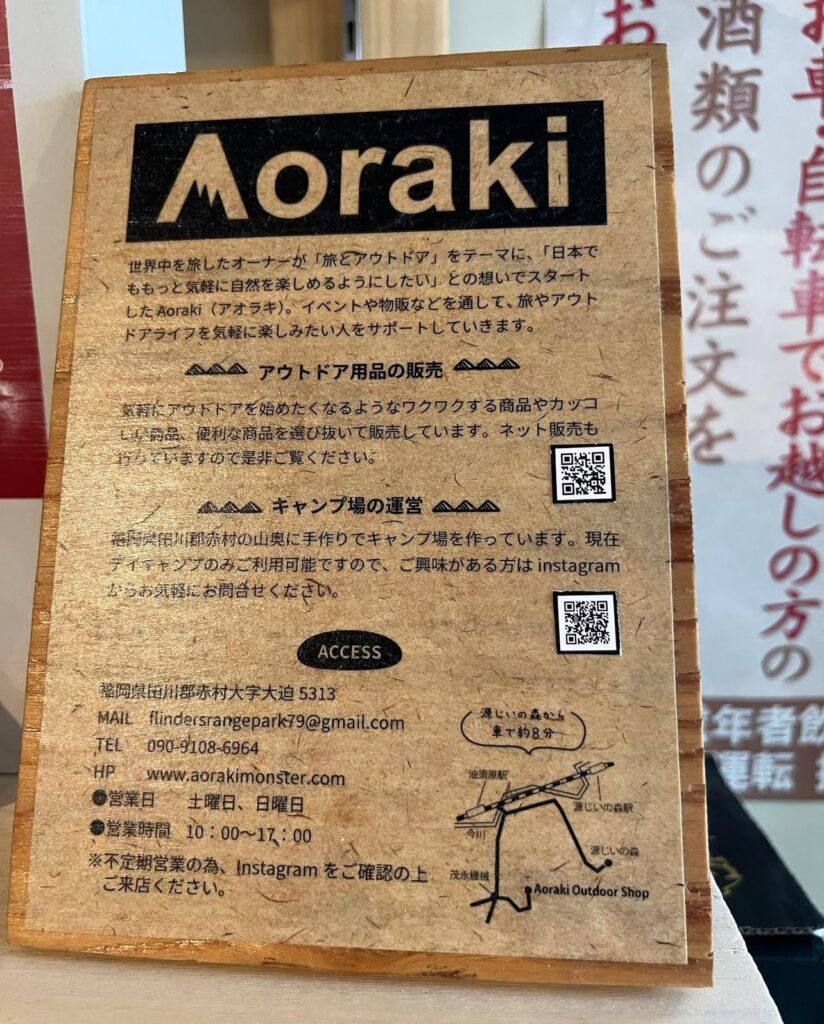 Aoraki
世界中を旅したオーナーが「旅とアウトドア」をテーマに、「日本で
ももっと気軽に自然を楽しめるようにしたい」との想いでスタート
したAoraki（アオラキ）。イベントや物販などを通して、旅やアウト
ドアライフを気軽に楽しみたい人をサポートしていきます。
アウトドア用品の販売
気軽にアウトドアを始めたくなるようなワクワクする商品やカッコ
いい商品、便利な商品を選び抜いて販売しています。ネット販売も
行っていますので是非ご覧ください。
キャンプ場の運営
福岡県田川郡赤村の山奥に手作りでキャンプ場を作っています。現在
デイキャンプのみご利用可能ですので、ご興味がある方は instagram
からお気軽にお問合せください。
ACCESS
福岡県田川郡赤村大字大迫 5313
MAIL flindersrangepark79@gmail.com
TEL 090-9108-6964
HP www.aorakimonster.com
●営業日 土曜日、日曜日
●営業時間 10：00〜17：00
※不定期営業の為、Instagram をご確認の上
ご来店ください。
源じいの森から
車で約8分
油須原駅
源じいの森駅
今川
源じいの森
茂永機械
Aoraki Outdoor Shop
お車・自転車でお越しの方の
酒類のご注文を
お
年者飲
運転